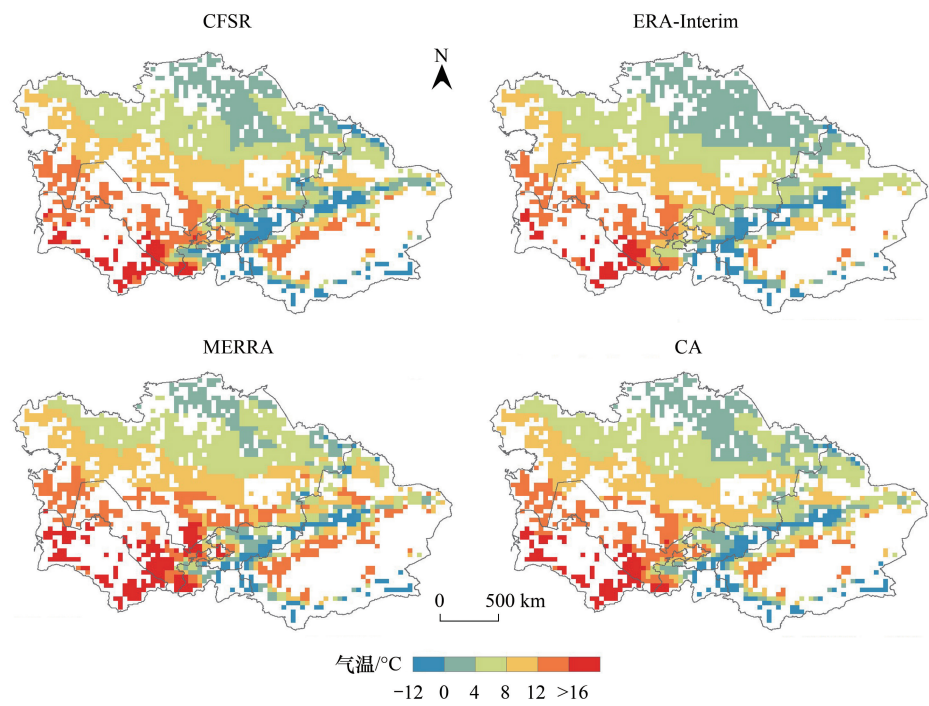 CFSR
ERA-Interim
N
MERRA
CA
0 500 km
气温/°C
−12 0 4 8 12 >16